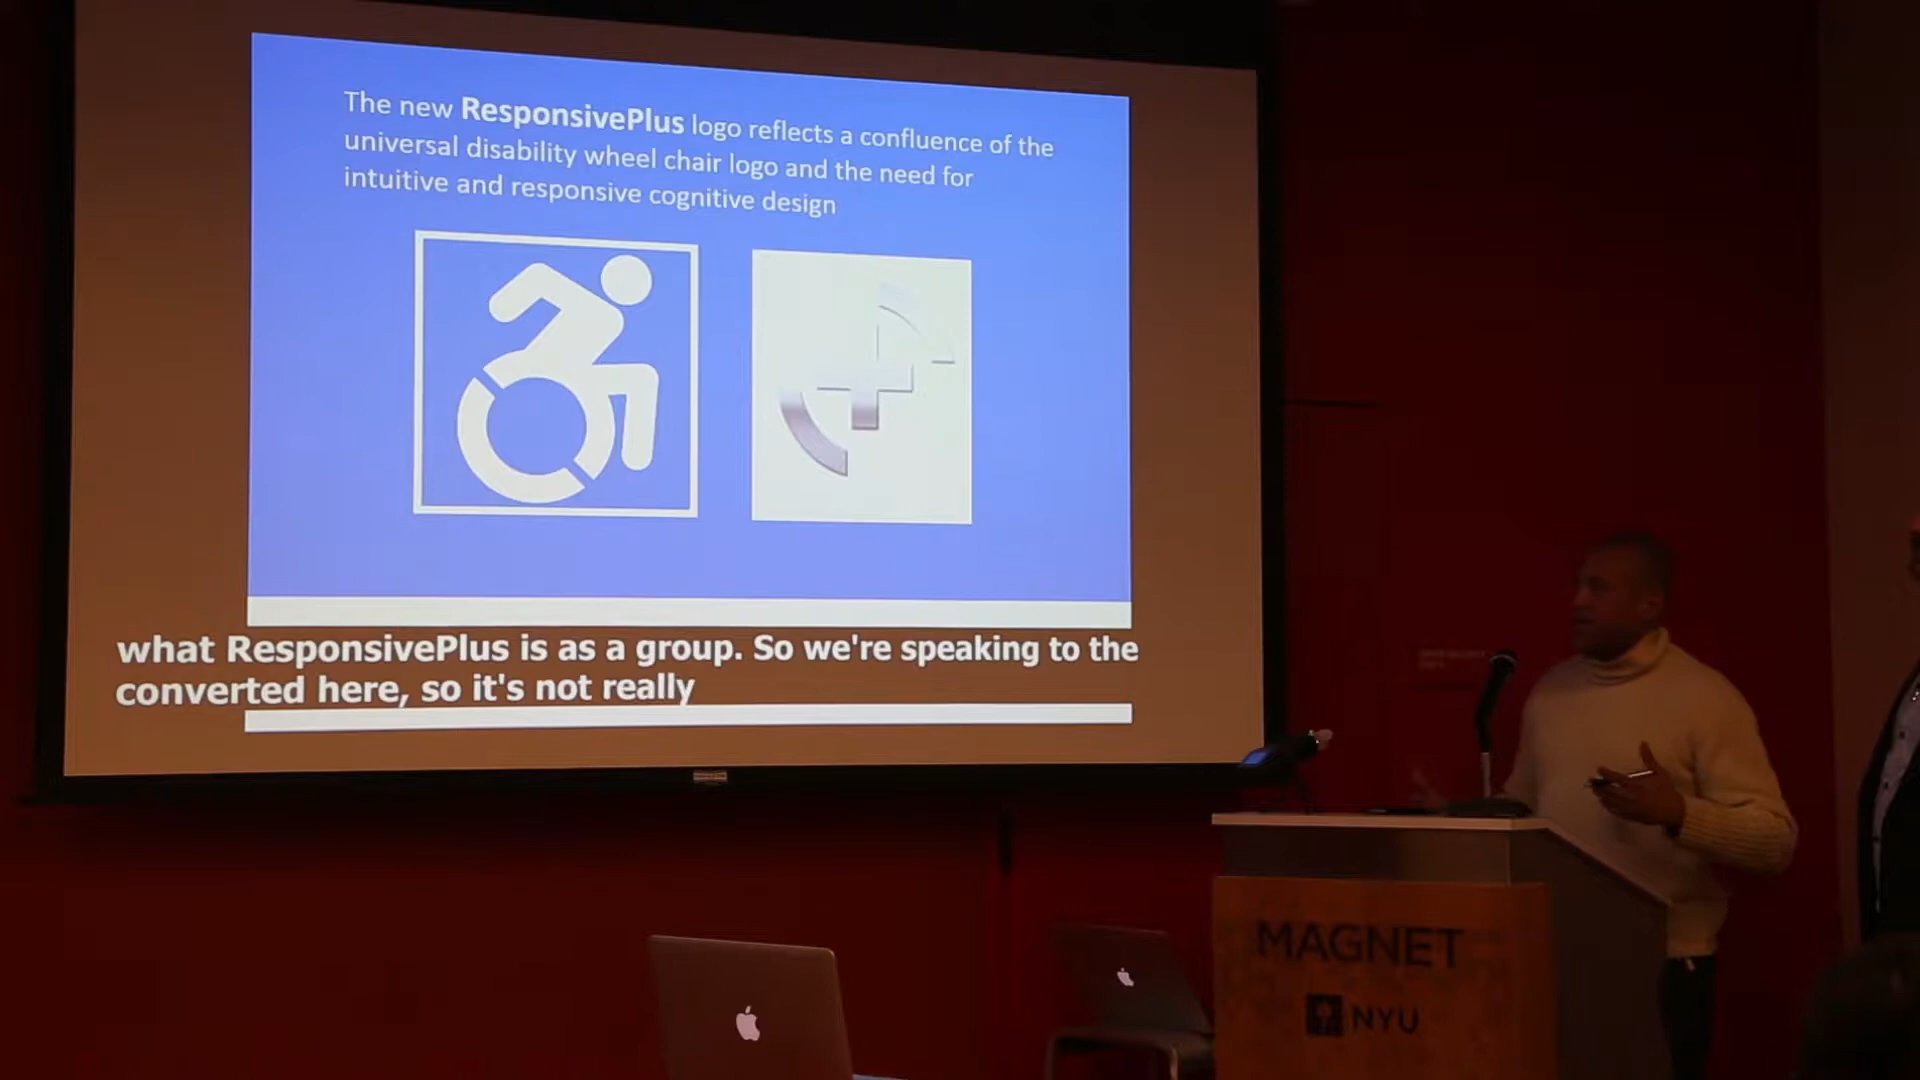 The new ResponsivePlus logo reflects a confluence of the
universal disability wheel chair logo and the need for
intuitive and responsive cognitive design
what ResponsivePlus is as a group. So we're speaking to the
converted here, so it's not really
MAGNET
NYU